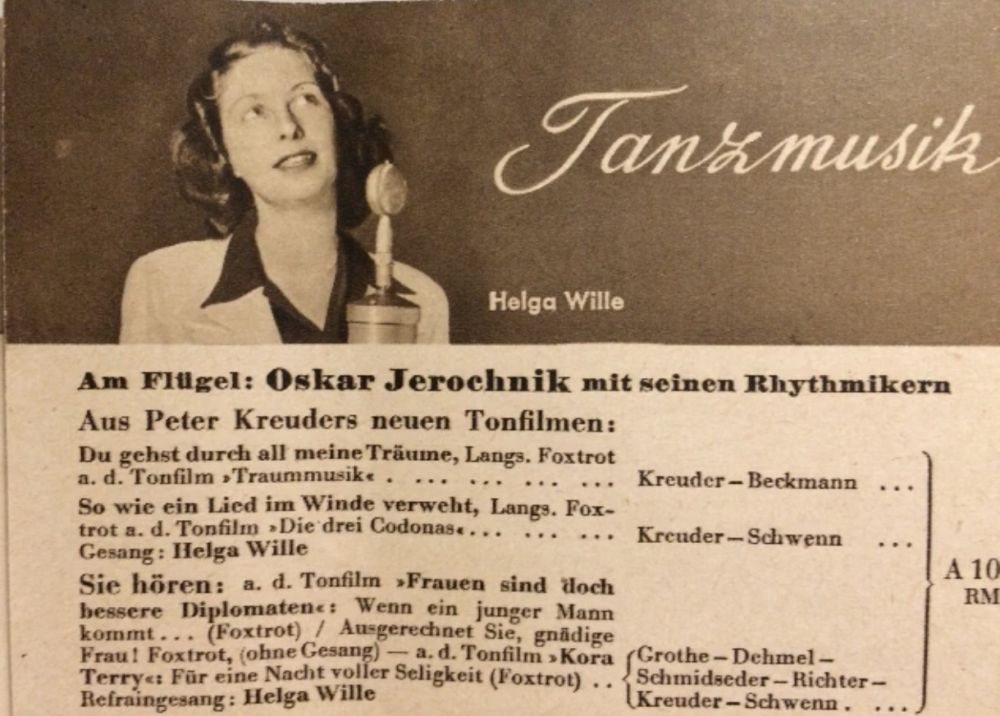 Tanzmusik
Helga Wille
Am Flügel: Oskar Jerochnik mit seinen Rhythmikern
Aus Peter Kreuders neuen Tonfilmen:
Du gehst durch all meine Träume, Langs. Foxtrot
a. d. Tonfilm »Traummusik« . ... ... ... ... ... Kreuder–Beckmann ...
So wie ein Lied im Winde verweht, Langs. Fox-
trot a. d. Tonfilm »Die drei Codonas« ... ... ... Kreuder–Schwenn ...
Gesang: Helga Wille
A 10
RM
Sie hören: a. d. Tonfilm »Frauen sind doch
bessere Diplomaten«: Wenn ein junger Mann
kommt... (Foxtrot) / Ausgerechnet Sie, gnädige
Frau! Foxtrot, (ohne Gesang) — a. d. Tonfilm »Kora
Terry«: Für eine Nacht voller Seligkeit (Foxtrot) ..
Refraingesang: Helga Wille
Grothe–Dehmel–
Schmidseder–Richter–
Kreuder–Schwenn . ...